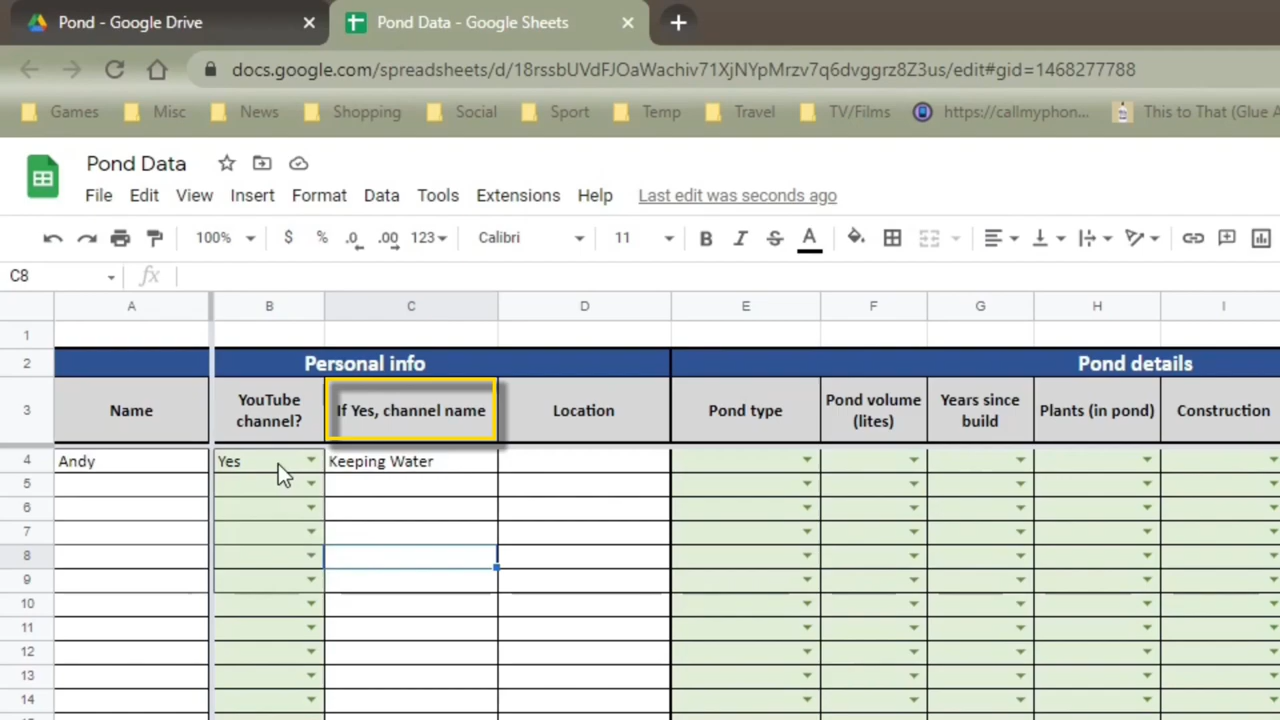 Pond - Google Drive
Pond Data - Google Sheets
docs.google.com/spreadsheets/d/18rssbUVdFJOaWachiv71XjNYpMrzv7q6dvggrz8Z3us/edit#gid=1468277788
Games Misc News Shopping Social Sport Temp Travel TV/Films https://callmyphon... This to That (Glue A
Pond Data
File Edit View Insert Format Data Tools Extensions Help Last edit was seconds ago
100% $ % .0 .00 123 Calibri 11 B I S A
C8 fx
A B C D E F G H I
1
2 Personal info Pond details
3 Name YouTube channel? If Yes, channel name Location Pond type Pond volume (lites) Years since build Plants (in pond) Construction
4 Andy Yes Keeping Water
5
6
7
8
9
10
11
12
13
14